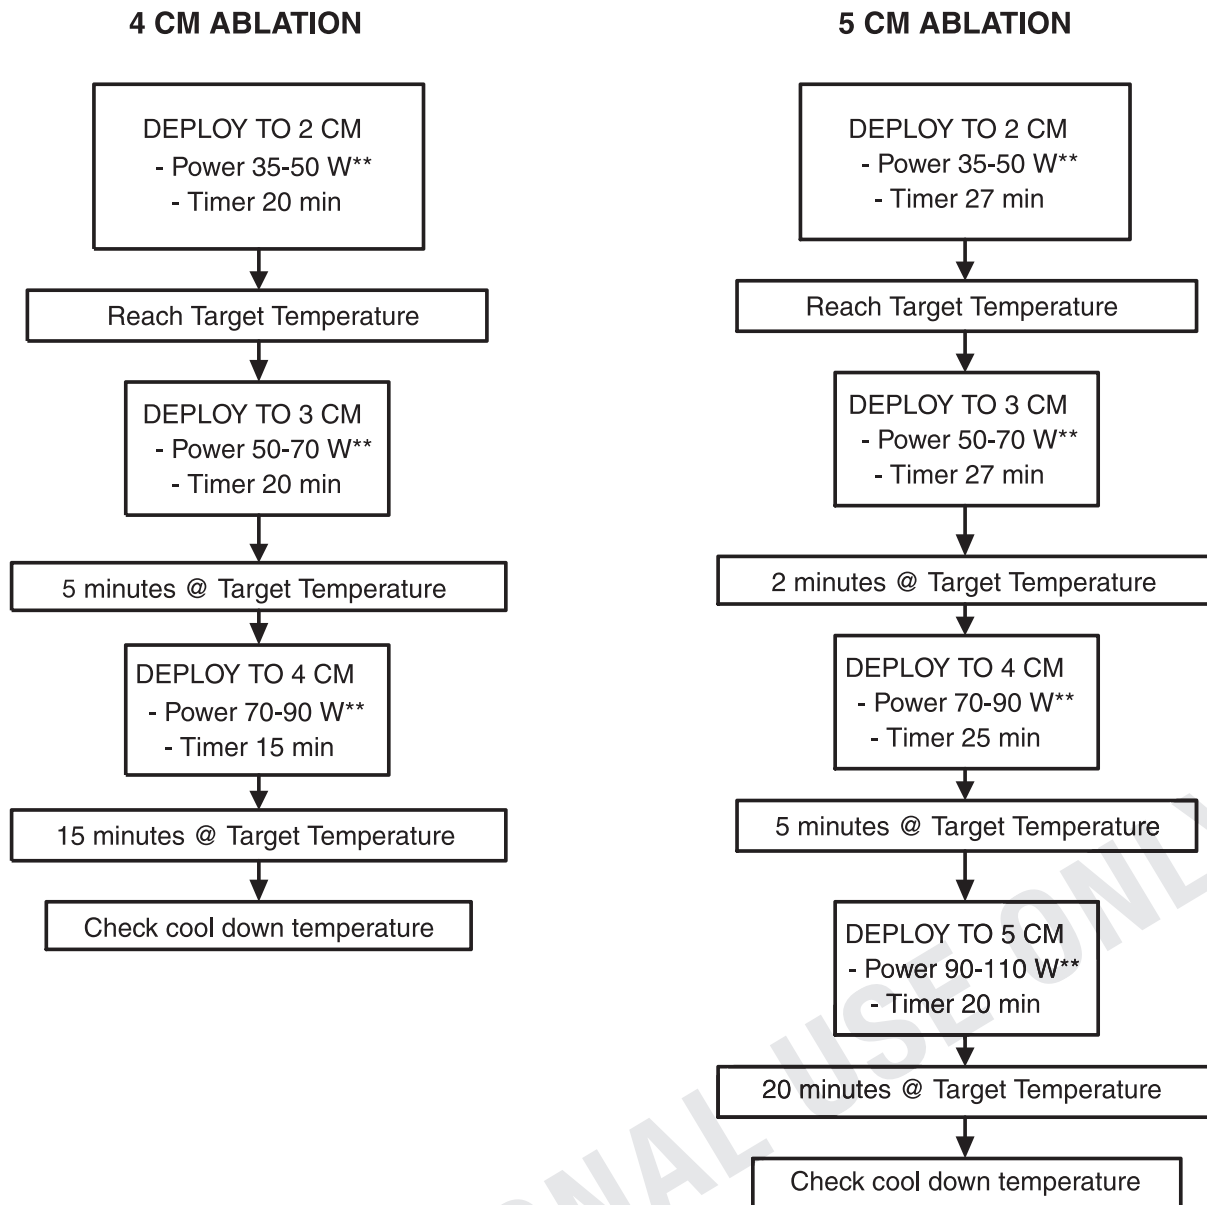 4 CM ABLATION
DEPLOY TO 2 CM
- Power 35-50 W**
- Timer 20 min
Reach Target Temperature
DEPLOY TO 3 CM
- Power 50-70 W**
- Timer 20 min
5 minutes @ Target Temperature
DEPLOY TO 4 CM
- Power 70-90 W**
- Timer 15 min
15 minutes @ Target Temperature
Check cool down temperature
5 CM ABLATION
DEPLOY TO 2 CM
- Power 35-50 W**
- Timer 27 min
Reach Target Temperature
DEPLOY TO 3 CM
- Power 50-70 W**
- Timer 27 min
2 minutes @ Target Temperature
DEPLOY TO 4 CM
- Power 70-90 W**
- Timer 25 min
5 minutes @ Target Temperature
DEPLOY TO 5 CM
- Power 90-110 W**
- Timer 20 min
20 minutes @ Target Temperature
Check cool down temperature
USE